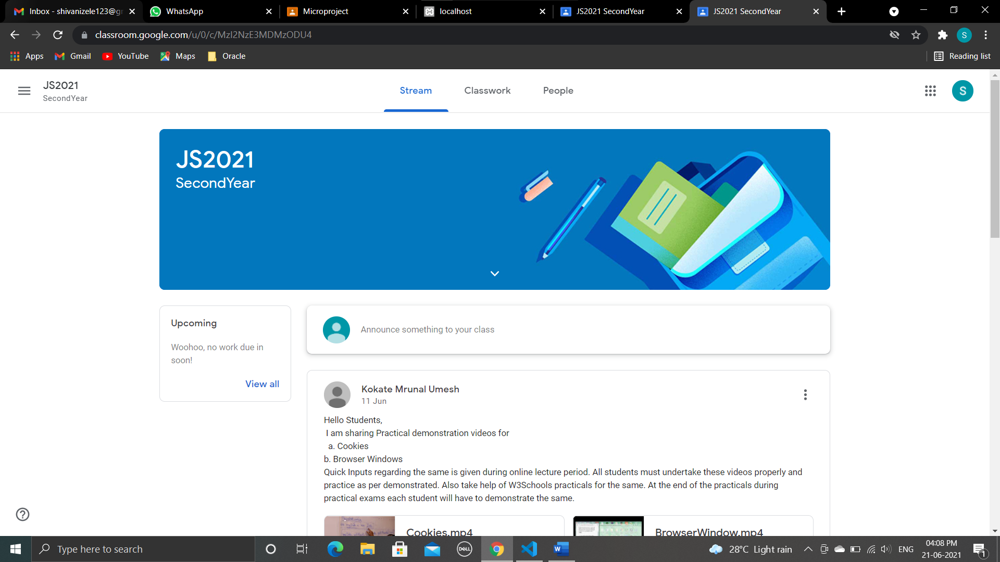 Inbox - shivanizele123@gr
WhatsApp
Microproject
localhost
JS2021 SecondYear
JS2021 SecondYear
classroom.google.com/u/0/c/MzI2NzE3MDMzODU4
S
Apps
Gmail
YouTube
Maps
Oracle
Reading list
JS2021
SecondYear
Stream
Classwork
People
S
JS2021
SecondYear
Upcoming
Woohoo, no work due in
soon!
View all
Announce something to your class
Kokate Mrunal Umesh
11 Jun
Hello Students,
I am sharing Practical demonstration videos for
a. Cookies
b. Browser Windows
Quick Inputs regarding the same is given during online lecture period. All students must undertake these videos properly and
practice as per demonstrated. Also take help of W3Schools practicals for the same. At the end of the practicals during
practical exams each student will have to demonstrate the same.
Cookies.mp4
BrowserWindow.mp4
Type here to search
DELL
W
28°C Light rain
ENG
04:08 PM
21-06-2021
1